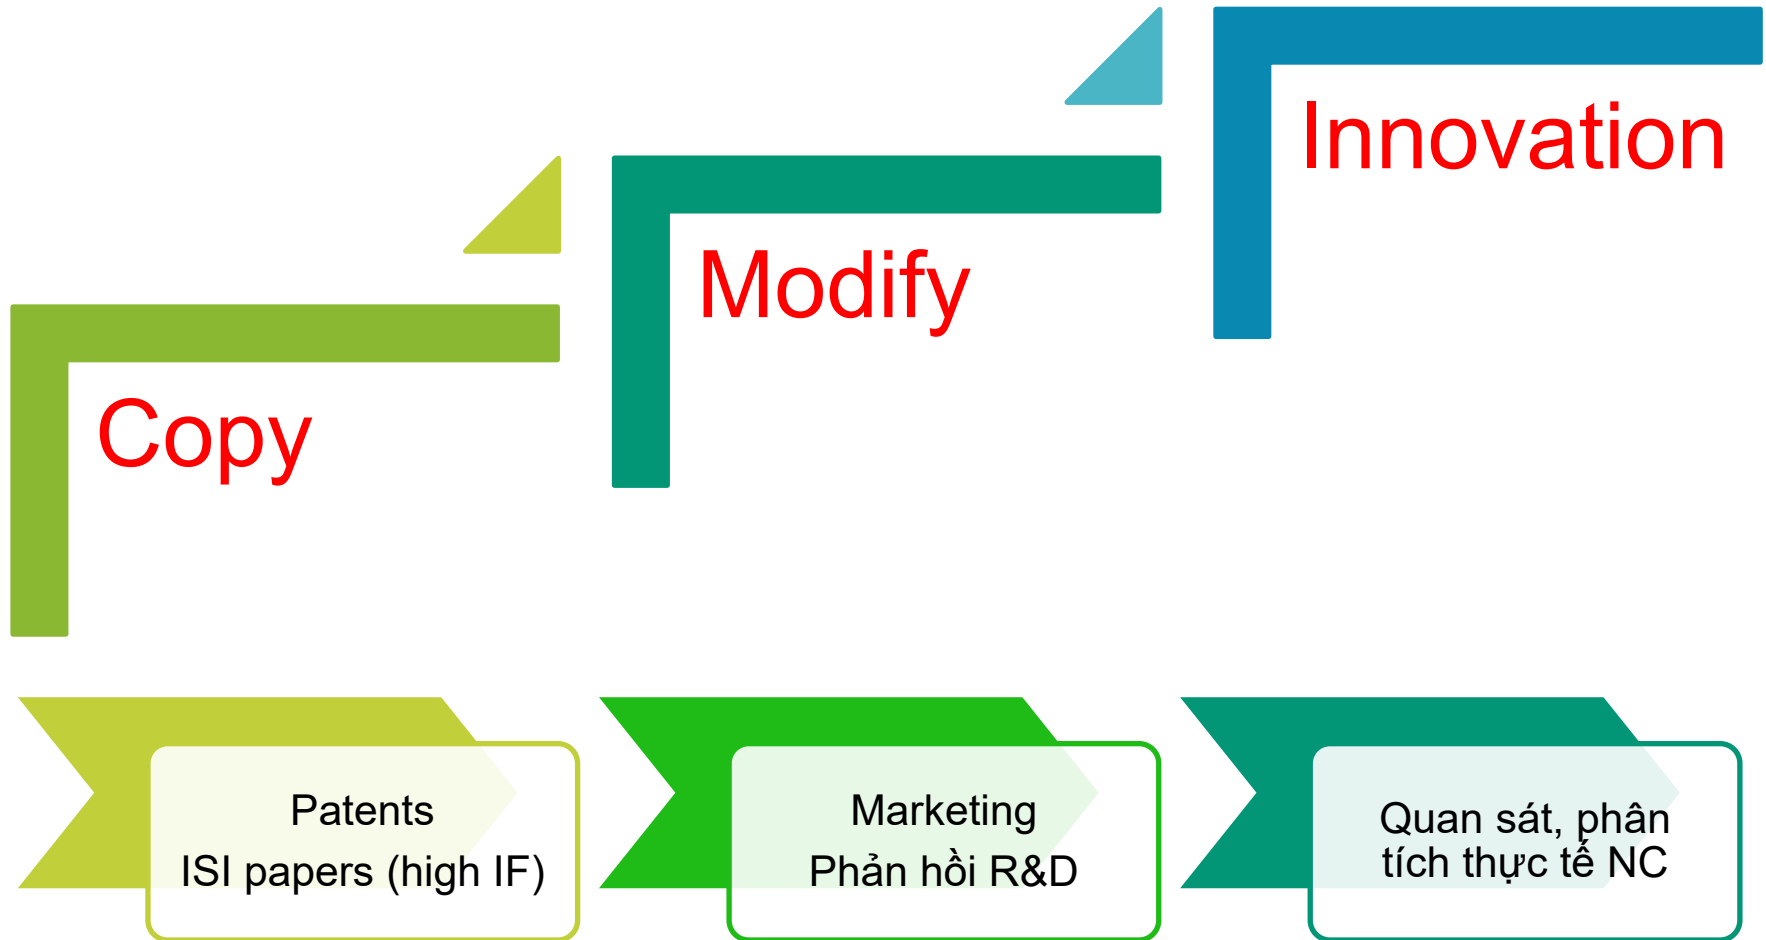 Innovation
Modify
Copy
Patents
ISI papers (high IF)
Marketing
Phản hồi R&D
Quan sát, phân
tích thực tế NC